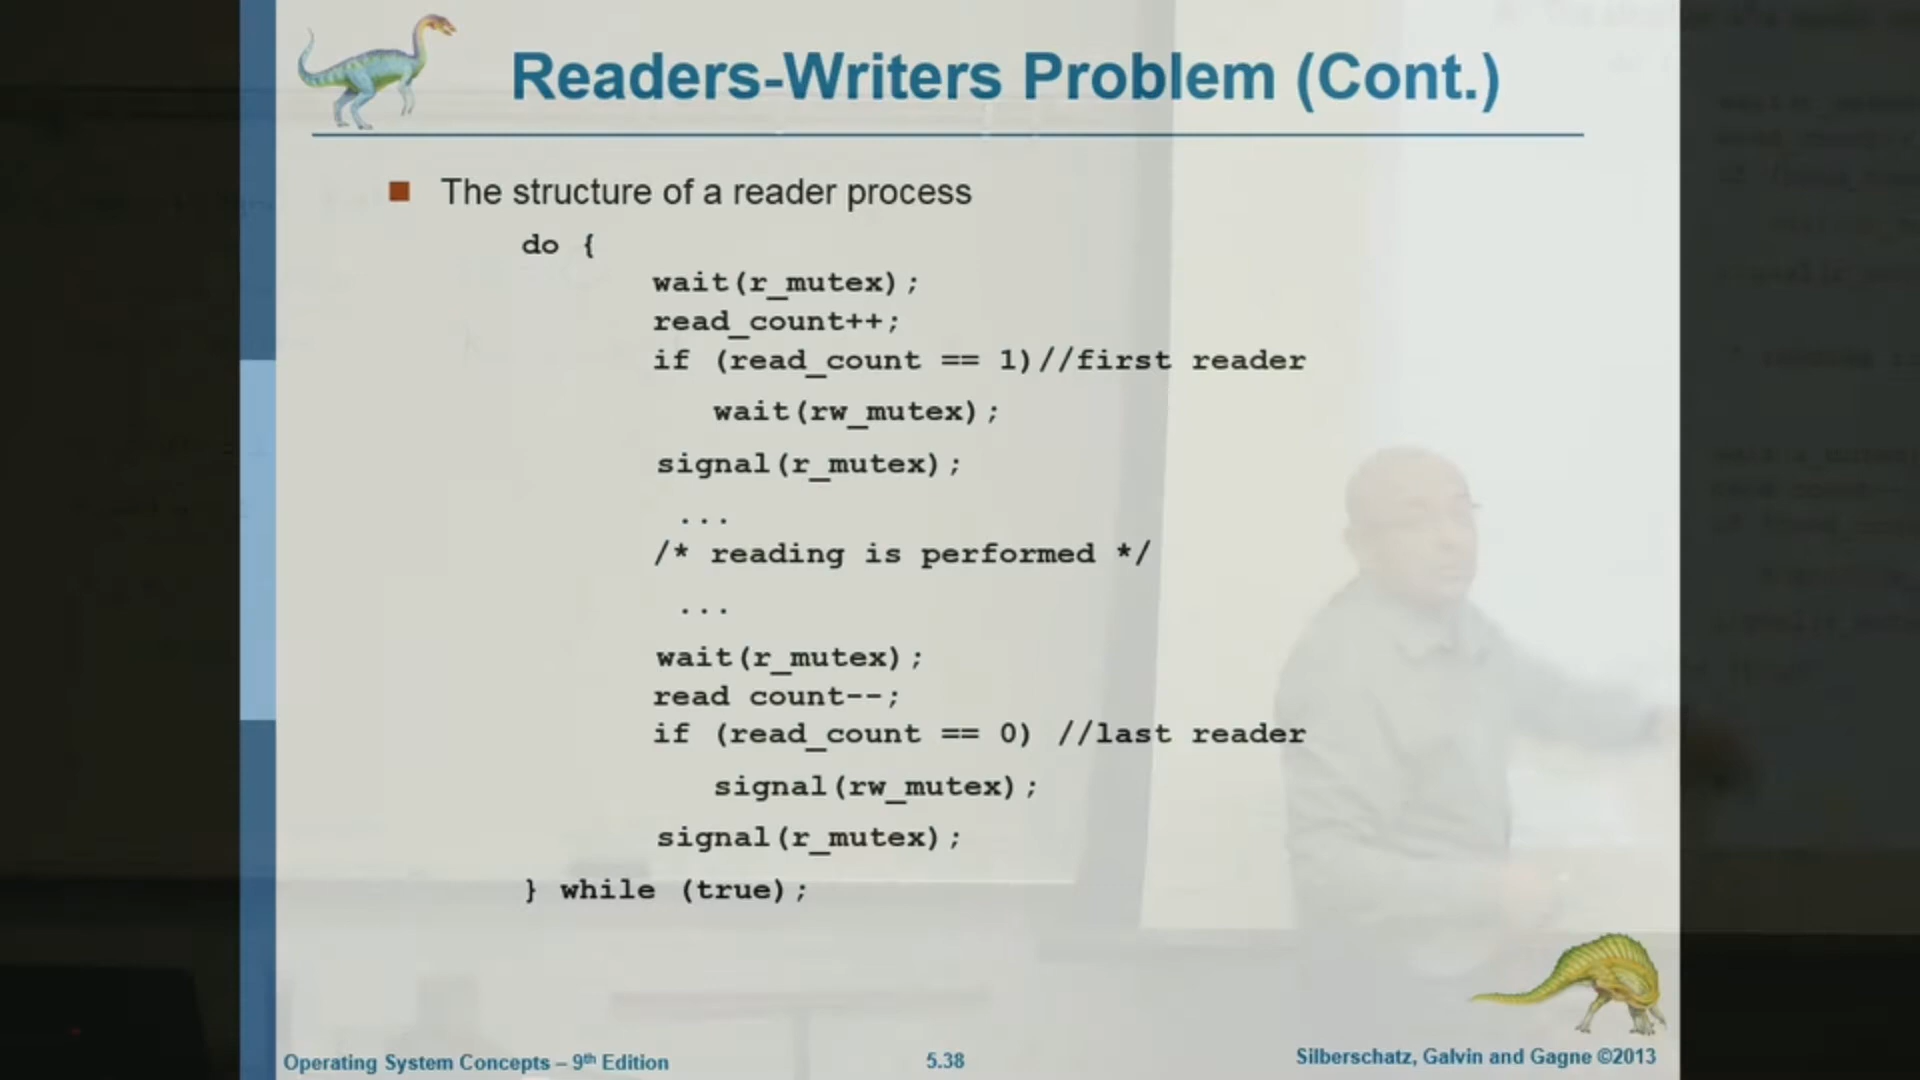 Readers-Writers Problem (Cont.)
The structure of a reader process
do {
wait(r_mutex);
read_count++;
if (read_count == 1)//first reader
wait(rw_mutex);
signal(r_mutex);
...
/* reading is performed */
...
wait(r_mutex);
read count--;
if (read_count == 0) //last reader
signal(rw_mutex);
signal(r_mutex);
} while (true);
Operating System Concepts – 9th Edition
5.38
Silberschatz, Galvin and Gagne ©2013